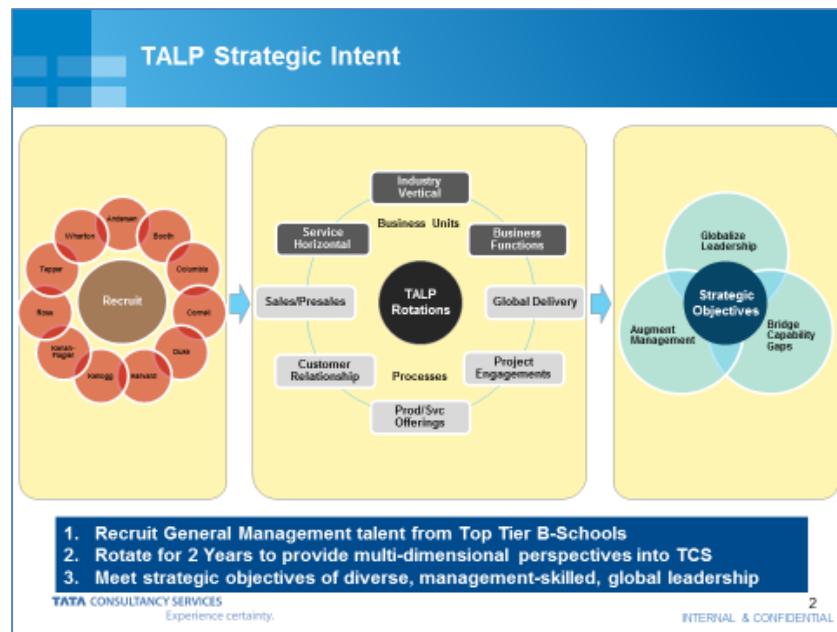 TALP Strategic Intent
Andersen
Booth
Columbia
Cornell
Duke
Harvard
Kellogg
Kenan-
Flagler
Ross
Tepper
Wharton
Recruit
Industry
Vertical
Business Units
Service
Horizontal
Business
Functions
Sales/Presales
TALP
Rotations
Global Delivery
Customer
Relationship
Processes
Project
Engagements
Prod/Svc
Offerings
Globalize
Leadership
Strategic
Objectives
Augment
Management
Bridge
Capability
Gaps
1. Recruit General Management talent from Top Tier B-Schools
2. Rotate for 2 Years to provide multi-dimensional perspectives into TCS
3. Meet strategic objectives of diverse, management-skilled, global leadership
TATA CONSULTANCY SERVICES
Experience certainty.
2
INTERNAL & CONFIDENTIAL